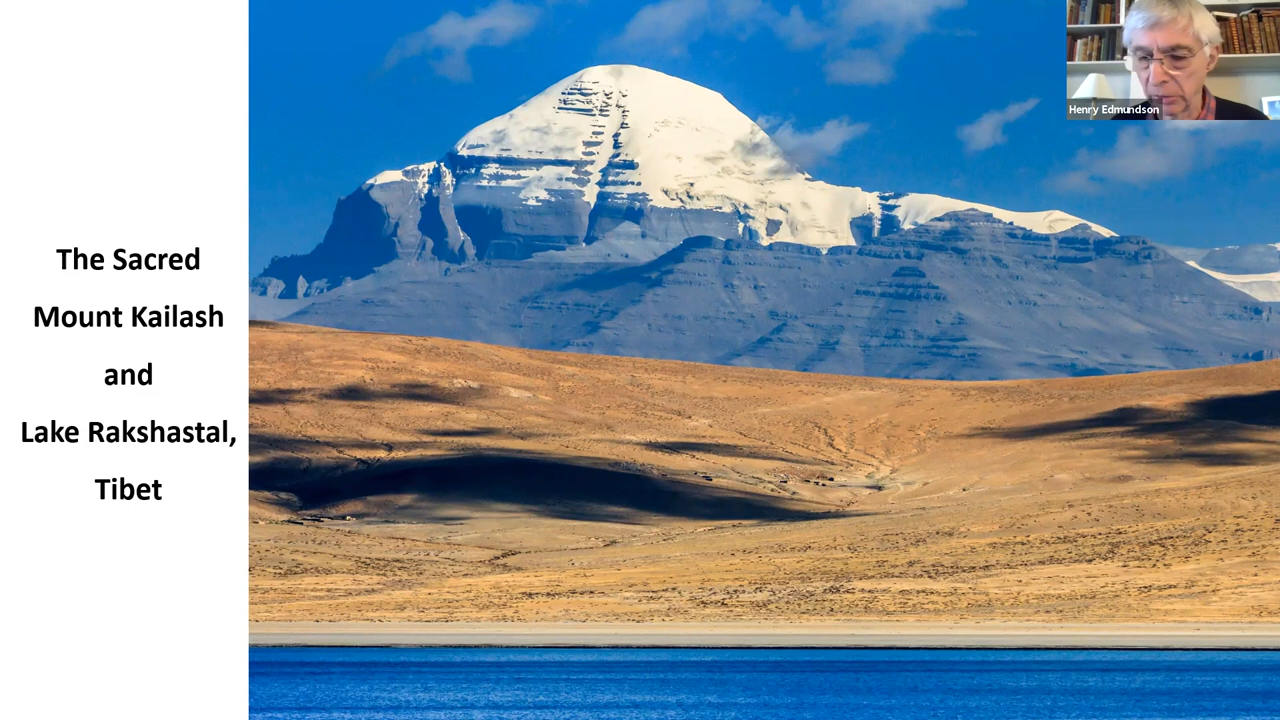 The Sacred
Mount Kailash
and
Lake Rakshastal,
Tibet
Henry Edmundson